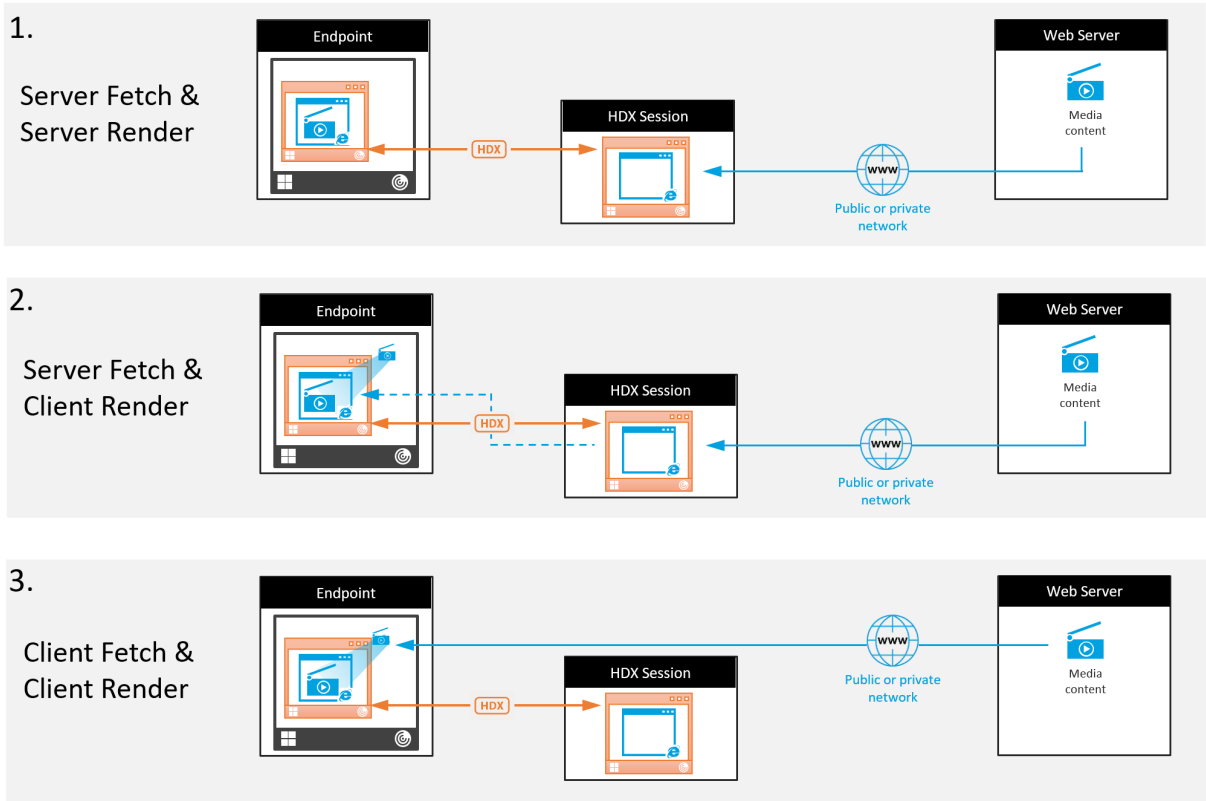 1.
Server Fetch &
Server Render
Endpoint
HDX
HDX Session
www
Public or private
network
Web Server
Media
content
2.
Server Fetch &
Client Render
Endpoint
HDX
HDX Session
www
Public or private
network
Web Server
Media
content
3.
Client Fetch &
Client Render
Endpoint
HDX
HDX Session
www
Public or private
network
Web Server
Media
content